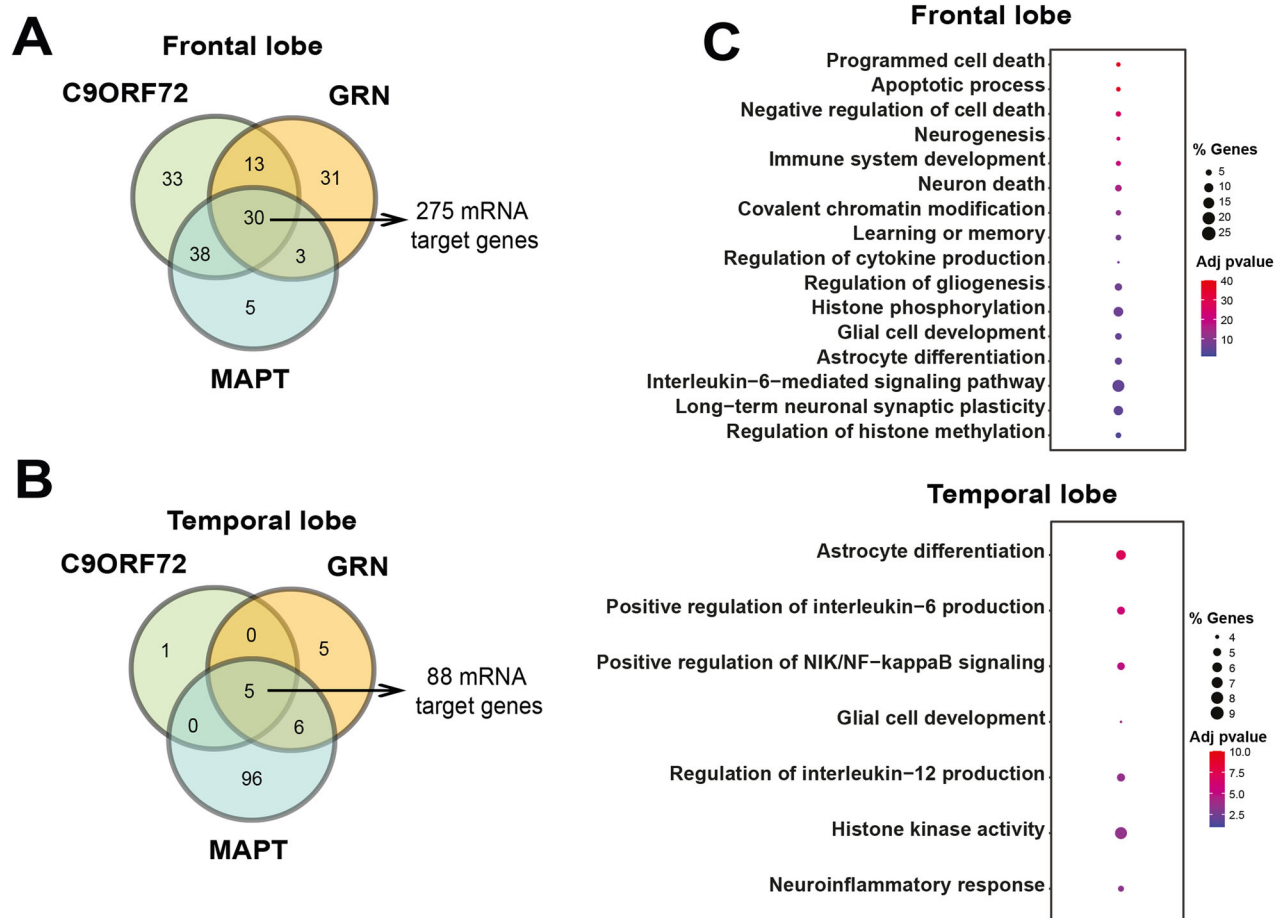 A
Frontal lobe
C9ORF72
GRN
33
13
31
30
38
3
5
275 mRNA
target genes
MAPT
B
Temporal lobe
C9ORF72
GRN
1
0
5
5
0
6
96
88 mRNA
target genes
MAPT
C
Frontal lobe
Programmed cell death
Apoptotic process
Negative regulation of cell death
Neurogenesis
Immune system development
Neuron death
Covalent chromatin modification
Learning or memory
Regulation of cytokine production
Regulation of gliogenesis
Histone phosphorylation
Glial cell development
Astrocyte differentiation
Interleukin−6−mediated signaling pathway
Long−term neuronal synaptic plasticity
Regulation of histone methylation
% Genes
5
10
15
20
25
Adj pvalue
40
30
20
10
Temporal lobe
Astrocyte differentiation
Positive regulation of interleukin−6 production
Positive regulation of NIK/NF−kappaB signaling
Glial cell development
Regulation of interleukin−12 production
Histone kinase activity
Neuroinflammatory response
% Genes
4
5
6
7
8
9
Adj pvalue
10.0
7.5
5.0
2.5